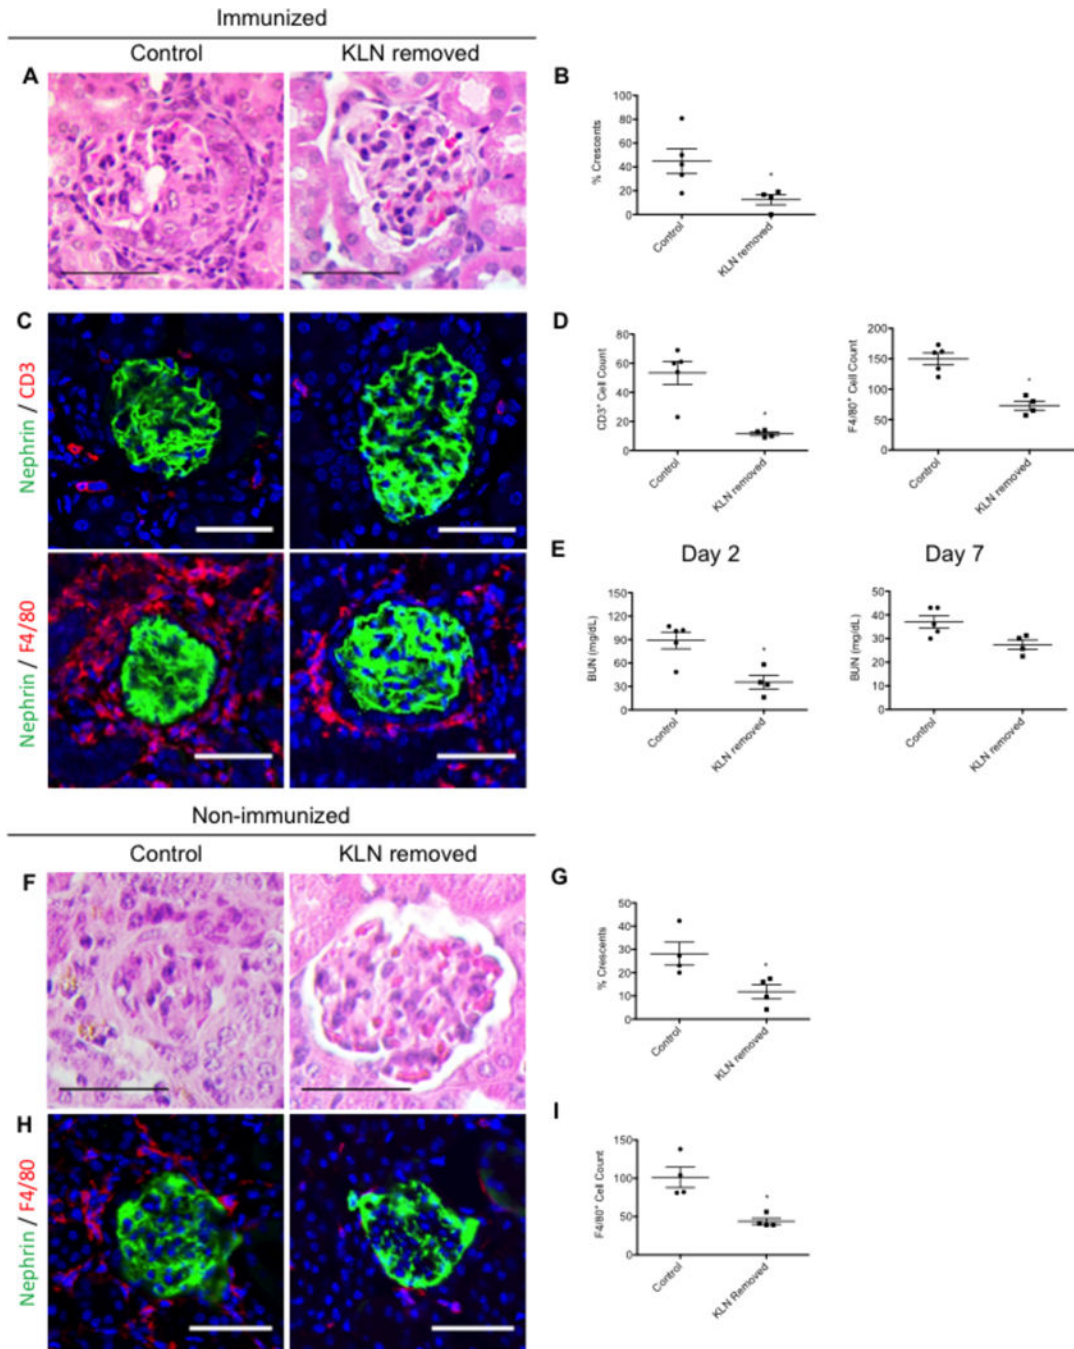 Immunized
Control KLN removed
A
B
% Crescents
100
80
60
40
20
0
Control
KLN removed
*
C
Nephrin / CD3
D
CD3+ Cell Count
80
60
40
20
0
Control
KLN removed
*
F4/80+ Cell Count
200
150
100
50
0
Control
KLN removed
*
Nephrin / F4/80
E
Day 2
BUN (mg/dL)
150
120
90
60
30
0
Control
KLN removed
*
Day 7
BUN (mg/dL)
50
40
30
20
10
0
Control
KLN removed
Non-immunized
Control KLN removed
F
G
% Crescents
50
40
30
20
10
0
Control
KLN removed
*
H
Nephrin / F4/80
I
F4/80+ Cell Count
150
100
50
0
Control
KLN Removed
*